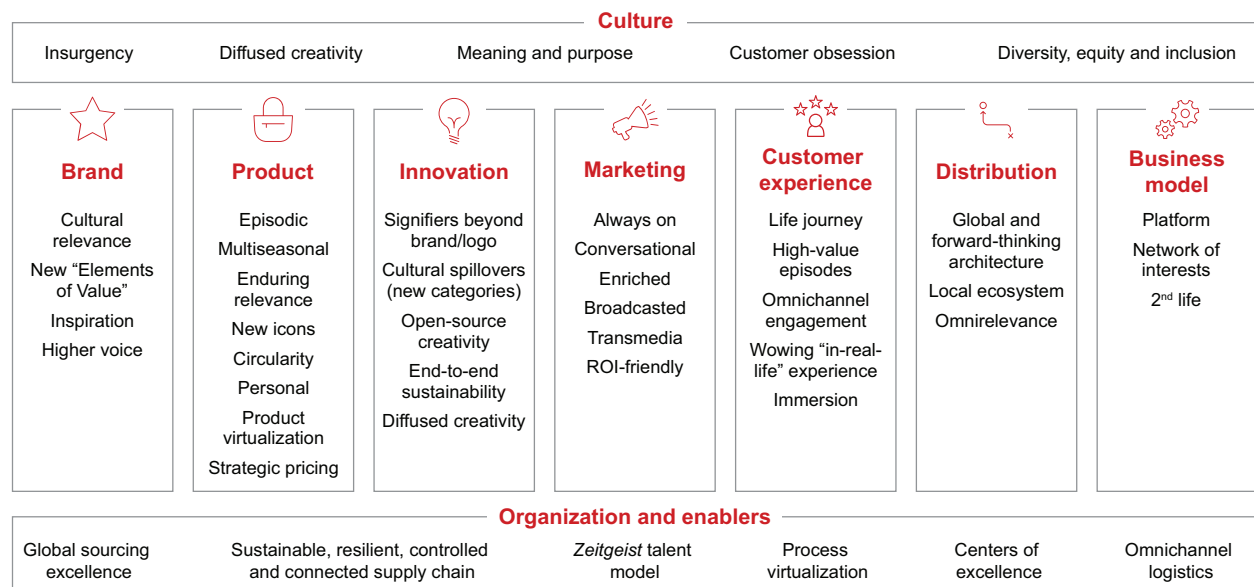 Culture
Insurgency
Diffused creativity
Meaning and purpose
Customer obsession
Diversity, equity and inclusion
Brand
Cultural
relevance
New “Elements
of Value”
Inspiration
Higher voice
Product
Episodic
Multiseasonal
Enduring
relevance
New icons
Circularity
Personal
Product
virtualization
Strategic pricing
Innovation
Signifiers beyond
brand/logo
Cultural spillovers
(new categories)
Open-source
creativity
End-to-end
sustainability
Diffused creativity
Marketing
Always on
Conversational
Enriched
Broadcasted
Transmedia
ROI-friendly
Customer
experience
Life journey
High-value
episodes
Omnichannel
engagement
Wowing “in-real-
life” experience
Immersion
Distribution
Global and
forward-thinking
architecture
Local ecosystem
Omnirelevance
Business
model
Platform
Network of
interests
2nd life
Organization and enablers
Global sourcing
excellence
Sustainable, resilient, controlled
and connected supply chain
Zeitgeist talent
model
Process
virtualization
Centers of
excellence
Omnichannel
logistics